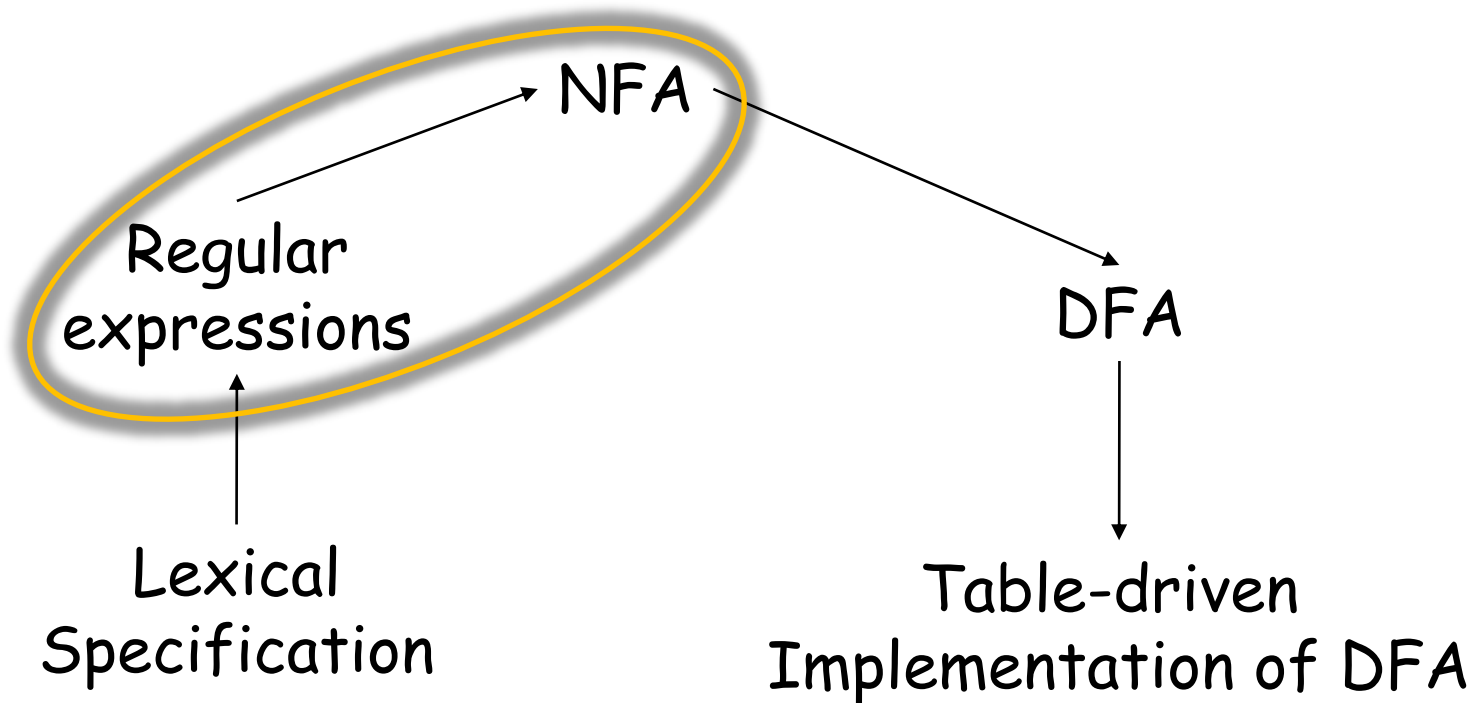 NFA
Regular
expressions
DFA
Lexical
Specification
Table-driven
Implementation of DFA